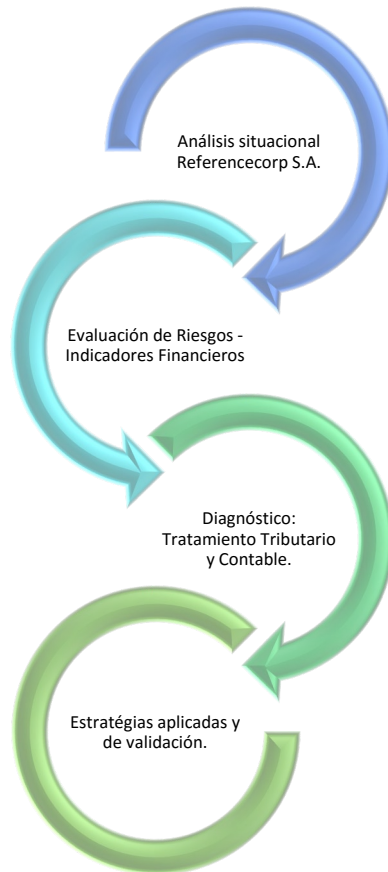 Análisis situacional
Referencecorp S.A.
Evaluación de Riesgos -
Indicadores Financieros
Diagnóstico:
Tratamiento Tributario
y Contable.
Estratégias aplicadas y
de validación.